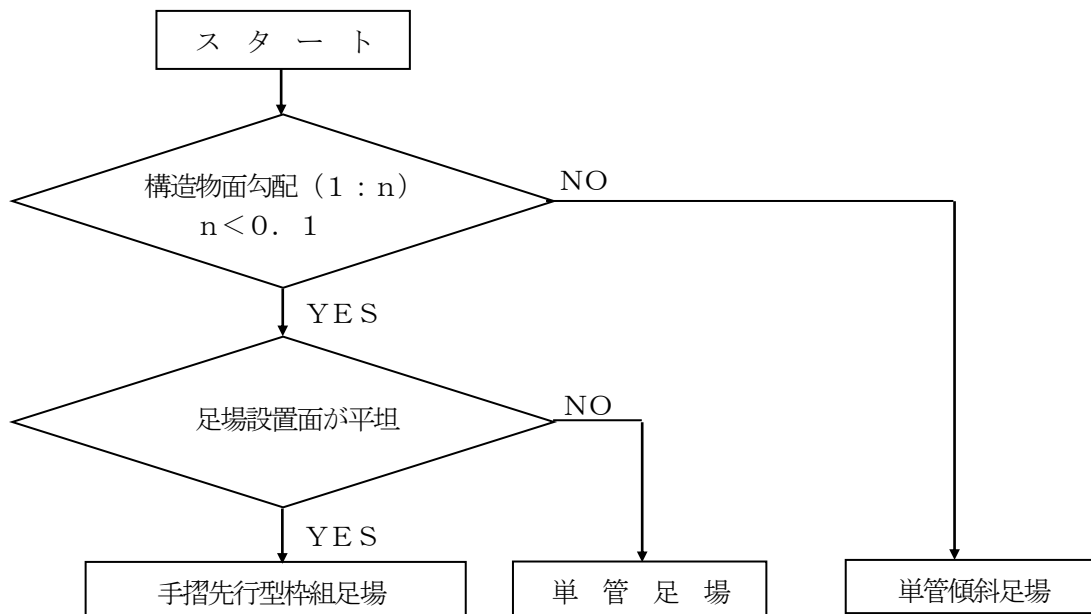 ス タ ー ト
構造物面勾配（１：ｎ）
ｎ＜０．１
ＮＯ
ＹＥＳ
足場設置面が平坦
ＮＯ
ＹＥＳ
手摺先行型枠組足場
単 管 足 場
単管傾斜足場